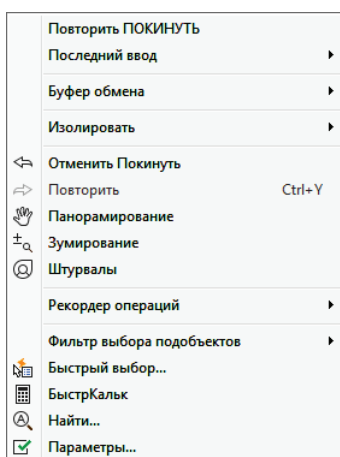 Повторить ПОКИНУТЬ
Последний ввод
Буфер обмена
Изолировать
Отменить Покинуть
Повторить Ctrl+Y
Панорамирование
Зумирование
Штурвалы
Рекордер операций
Фильтр выбора подобъектов
Быстрый выбор...
БыстрКальк
Найти...
Параметры...